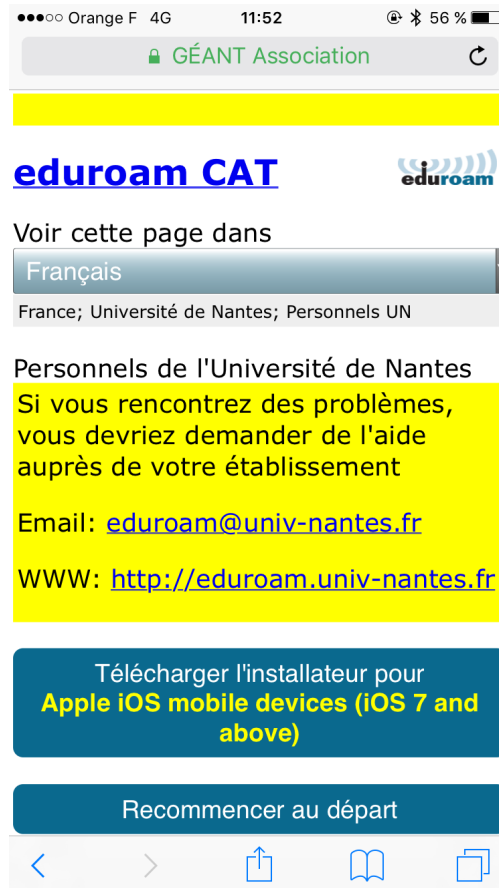 Orange F 4G 11:52 56 %
GÉANT Association
eduroam CAT
eduroam
Voir cette page dans
Français
France; Université de Nantes; Personnels UN
Personnels de l'Université de Nantes
Si vous rencontrez des problèmes,
vous devriez demander de l'aide
auprès de votre établissement
Email: eduroam@univ-nantes.fr
WWW: http://eduroam.univ-nantes.fr
Télécharger l'installateur pour
Apple iOS mobile devices (iOS 7 and
above)
Recommencer au départ